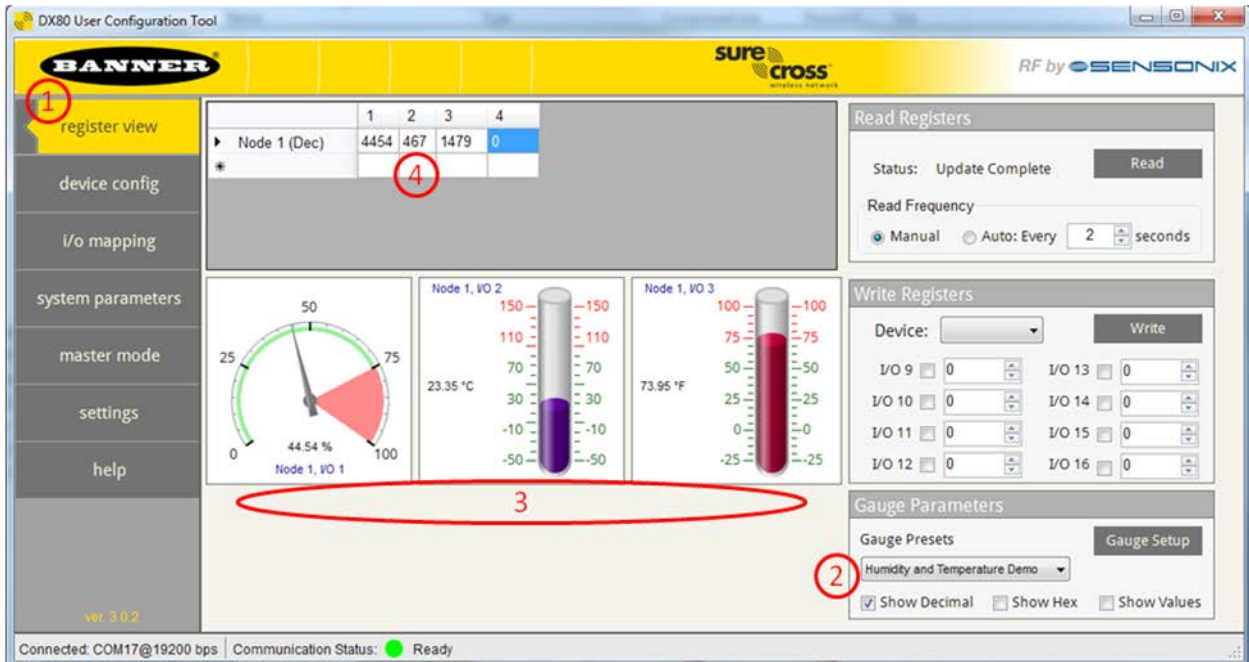 DX80 User Configuration Tool
BANNER
sure cross
wireless network
RF by SENSONIX
1
register view
device config
i/o mapping
system parameters
master mode
settings
help
ver. 3.0.2
1 2 3 4
Node 1 (Dec) 4454 467 1479 0
4
50
25 75
0 100
44.54 %
Node 1, I/O 1
Node 1, I/O 2
150 150
110 110
70 70
30 30
-10 -10
-50 -50
23.35 °C
Node 1, I/O 3
100 100
75 75
50 50
25 25
0 0
-25 -25
73.95 °F
3
Read Registers
Status: Update Complete Read
Read Frequency
Manual Auto: Every 2 seconds
Write Registers
Device: Write
I/O 9 0 I/O 13 0
I/O 10 0 I/O 14 0
I/O 11 0 I/O 15 0
I/O 12 0 I/O 16 0
Gauge Parameters
Gauge Presets Gauge Setup
2
Humidity and Temperature Demo
Show Decimal Show Hex Show Values
Connected: COM17@19200 bps Communication Status: Ready